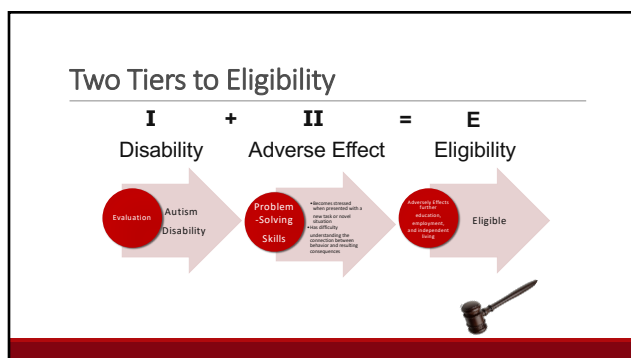 Two Tiers to Eligibility
I + II = E
Disability Adverse Effect Eligibility
Evaluation
Autism
Disability
Problem
-Solving
Skills
•Becomes stressed
when presented with a
new task or novel
situation
•Has difficulty
understanding the
connection between
behavior and resulting
consequences
Adversely Effects
further
education,
employment,
and independent
living
Eligible